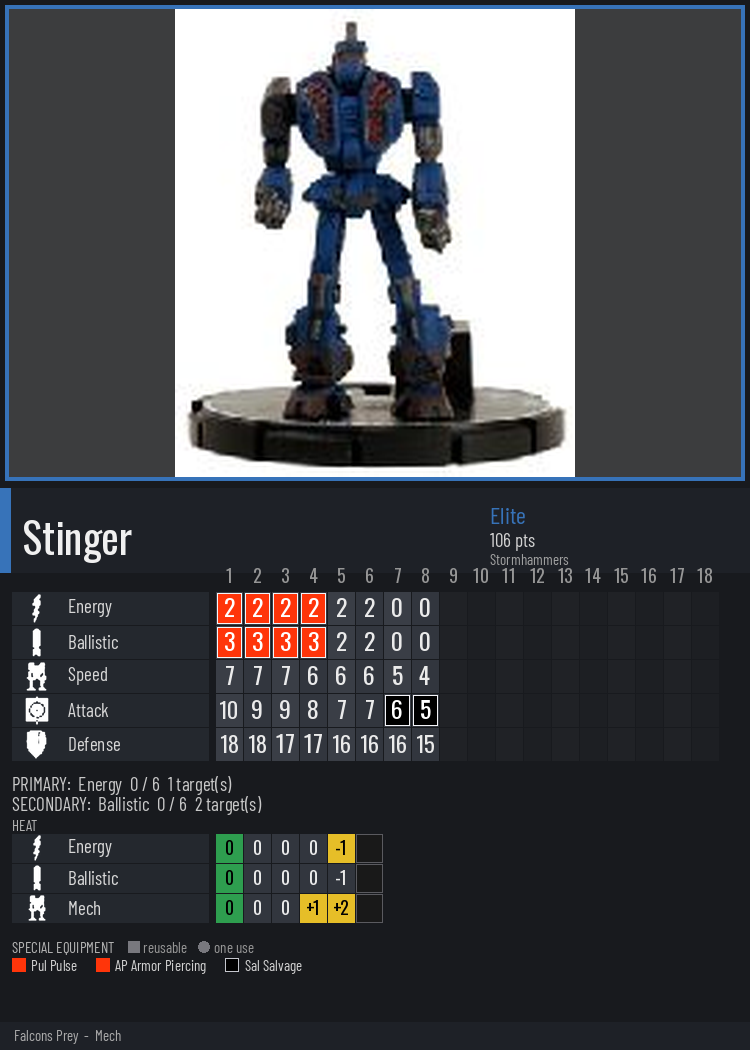 Stinger
Elite
106 pts
Stormhammers
1 2 3 4 5 6 7 8 9 10 11 12 13 14 15 16 17 18
Energy 2 2 2 2 2 2 0 0
Ballistic 3 3 3 3 2 2 0 0
Speed 7 7 7 6 6 6 5 4
Attack 10 9 9 8 7 7 6 5
Defense 18 18 17 17 16 16 16 15
PRIMARY: Energy 0 / 6 1 target(s)
SECONDARY: Ballistic 0 / 6 2 target(s)
HEAT
Energy 0 0 0 0 -1
Ballistic 0 0 0 0 -1
Mech 0 0 0 +1 +2
SPECIAL EQUIPMENT reusable one use
Pul Pulse AP Armor Piercing Sal Salvage
Falcons Prey - Mech